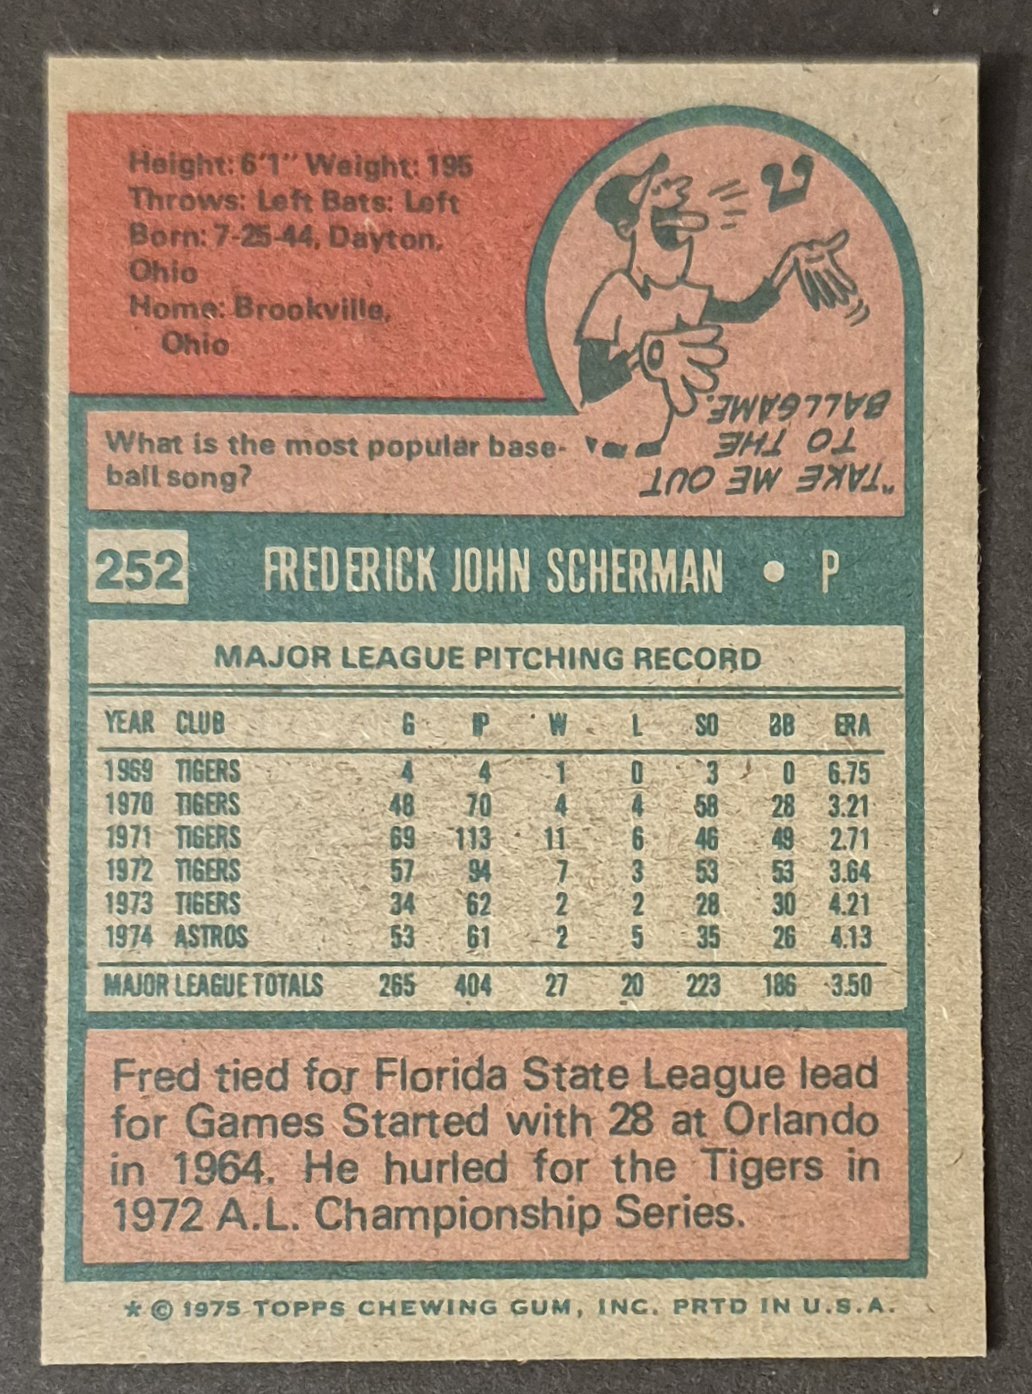 Height: 6'1" Weight: 195
Throws: Left Bats: Left
Born: 7-25-44, Dayton,
Ohio
Home: Brookville,
Ohio
What is the most popular base-
ball song?
"TAKE ME OUT
TO THE
BALLGAME.
252 FREDERICK JOHN SCHERMAN • P
MAJOR LEAGUE PITCHING RECORD
YEAR CLUB G IP W L SO BB ERA
1969 TIGERS 4 4 1 0 3 0 6.75
1970 TIGERS 48 70 4 4 58 28 3.21
1971 TIGERS 69 113 11 6 46 49 2.71
1972 TIGERS 57 94 7 3 53 53 3.64
1973 TIGERS 34 62 2 2 28 30 4.21
1974 ASTROS 53 61 2 5 35 26 4.13
MAJOR LEAGUE TOTALS 265 404 27 20 223 186 3.50
Fred tied for Florida State League lead
for Games Started with 28 at Orlando
in 1964. He hurled for the Tigers in
1972 A.L. Championship Series.
* © 1975 TOPPS CHEWING GUM, INC. PRTD IN U.S.A.